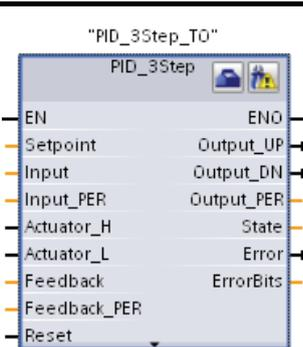 "PID_3Step_TO"
PID_3Step
EN ENO
Setpoint Output_UP
Input Output_DN
Input_PER Output_PER
Actuator_H State
Actuator_L Error
Feedback ErrorBits
Feedback_PER
Reset